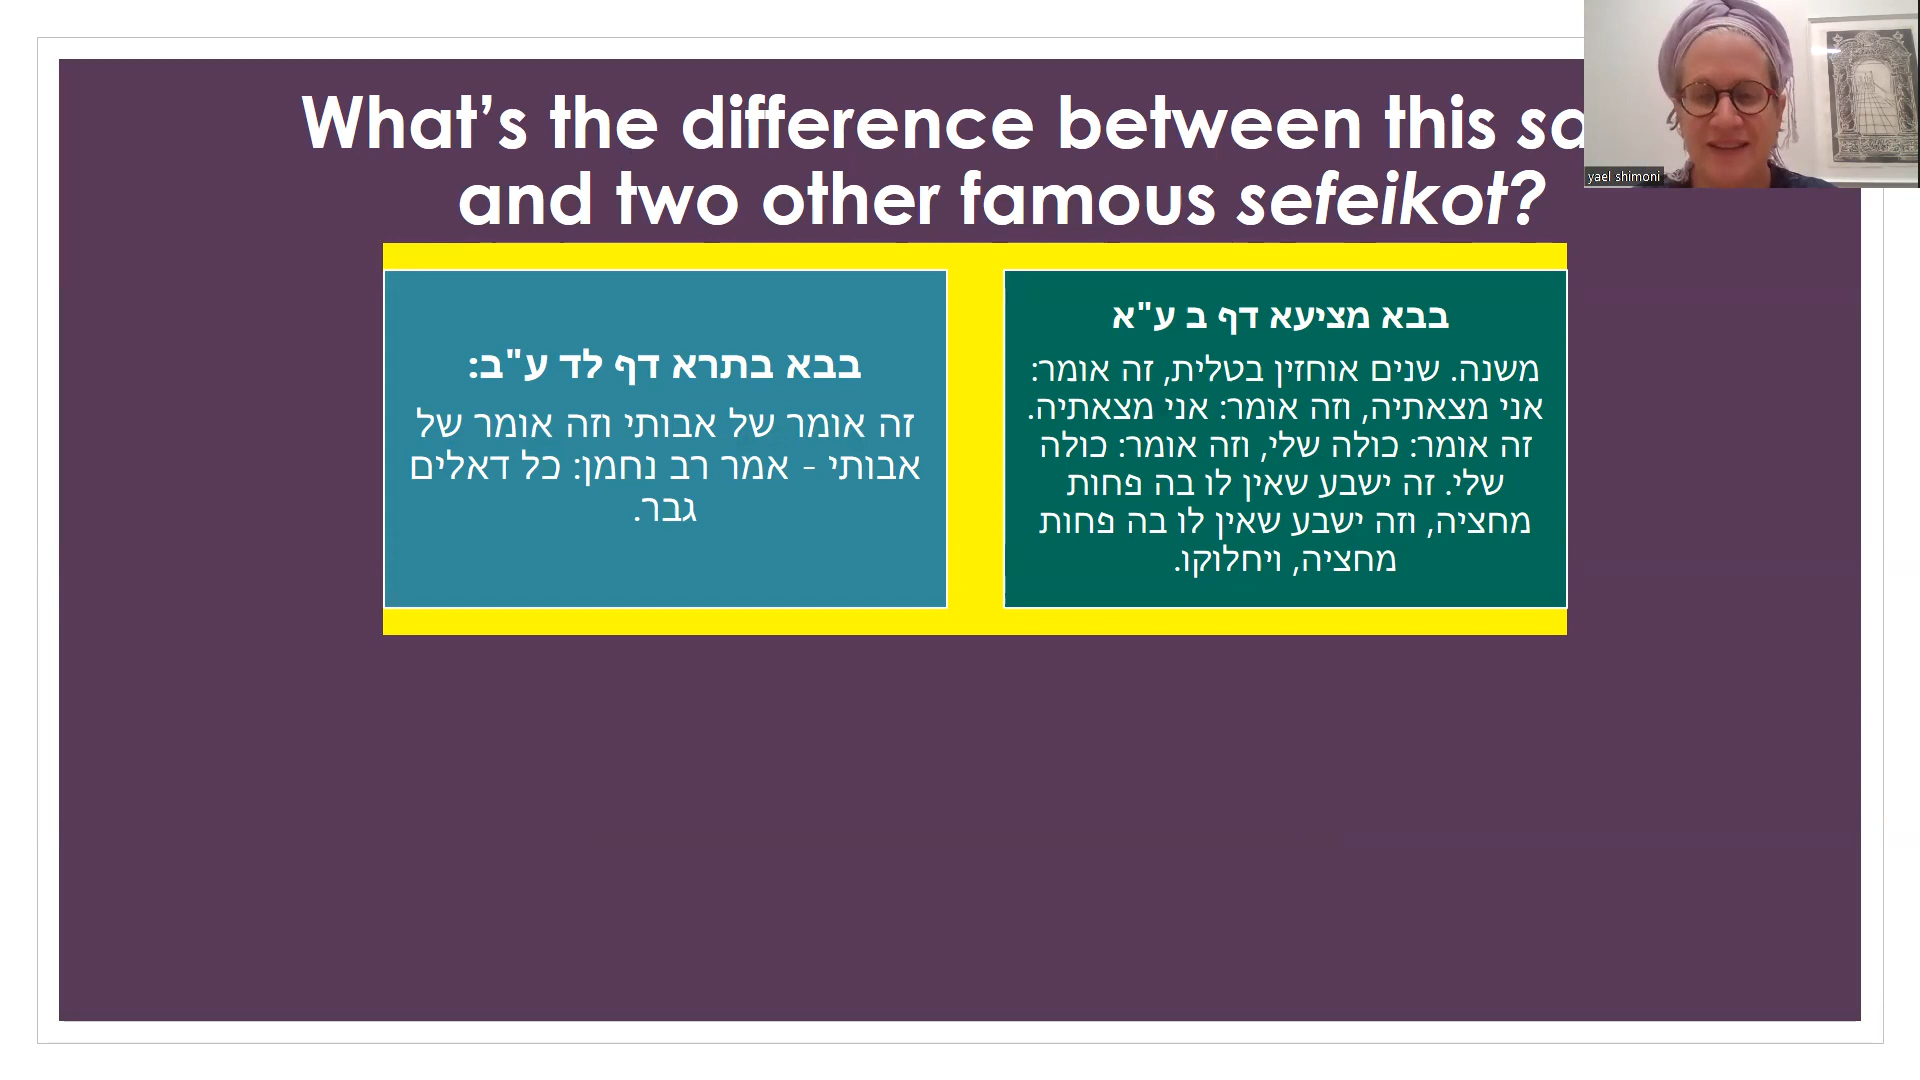 What's the difference between this
and two other famous sefeikot?
yael shimoni
בבא מציעא דף ב ע"א
משנה. שנים אוחזין בטלית, זה אומר:
אני מצאתיה, וזה אומר: אני מצאתיה.
זה אומר: כולה שלי, וזה אומר: כולה
שלי. זה ישבע שאין לו בה פחות
מחציה, וזה ישבע שאין לו בה פחות
מחציה, ויחלוקו.
בבא בתרא דף לד ע"ב:
זה אומר של אבותי וזה אומר של
אבותי - אמר רב נחמן: כל דאלים
גבר.